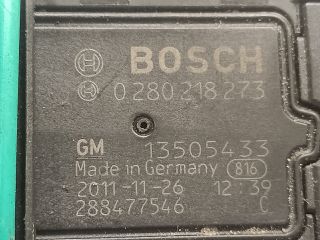 BOSCH
0 280 218 273
GM 13505433
Made in Germany 816
2011-11-26 12:39
288477546 C